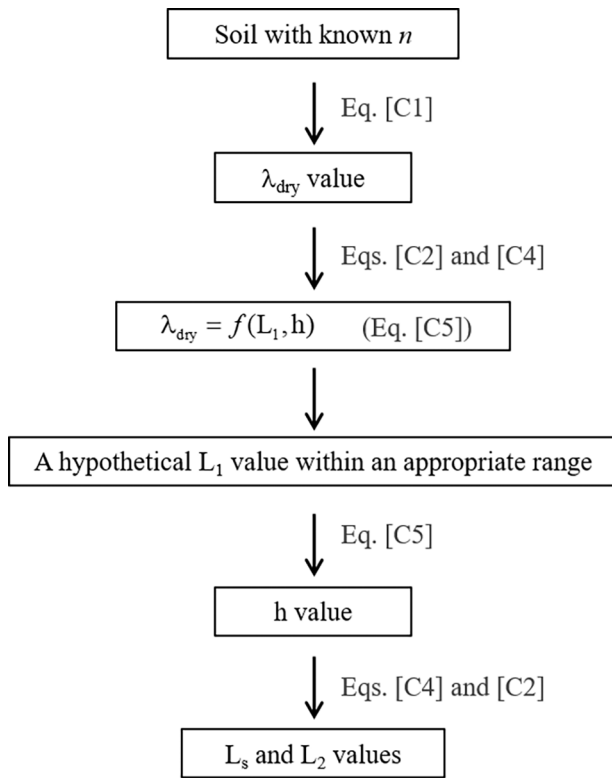 Soil with known n
Eq. [C1]
λdry value
Eqs. [C2] and [C4]
λdry = f(L1,h) (Eq. [C5])
A hypothetical L1 value within an appropriate range
Eq. [C5]
h value
Eqs. [C4] and [C2]
Ls and L2 values